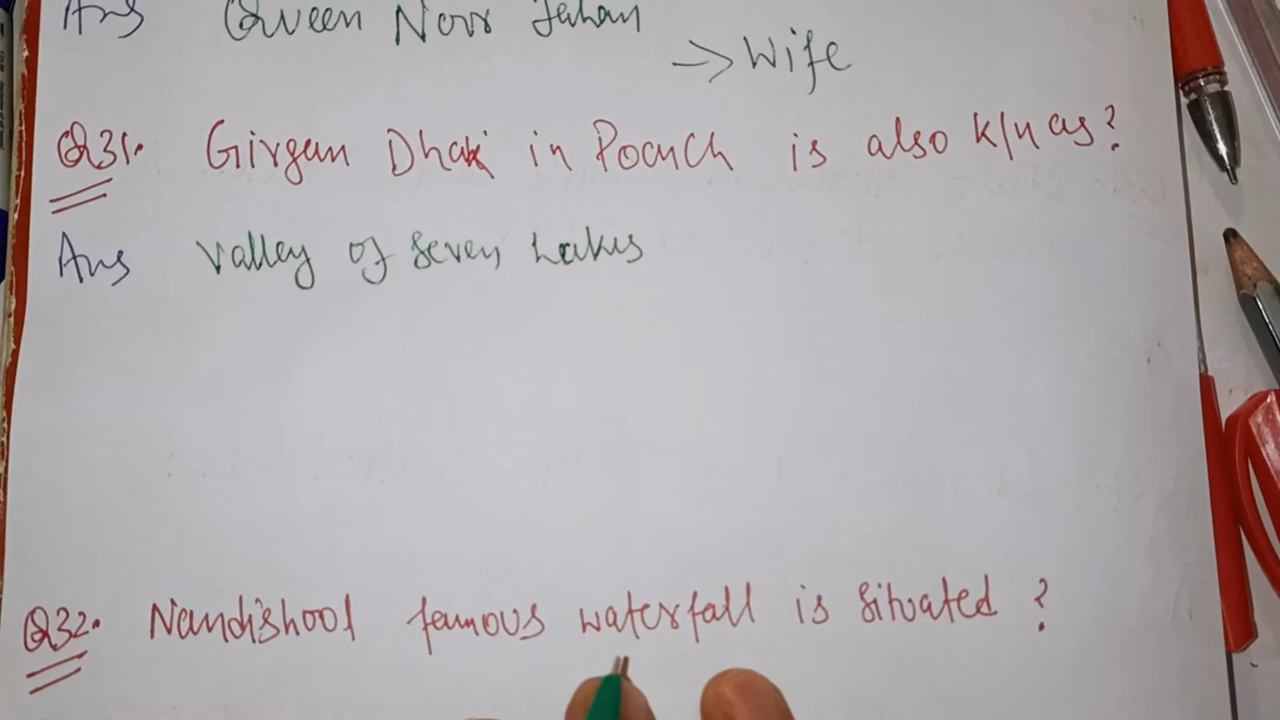 Ans Queen Noor Jehan
→ Wife
Q31. Girgan Dhak in Poonch is also k/n as?
Ans Valley of Seven Lakes
Q32. Nandishool famous waterfall is situated ?